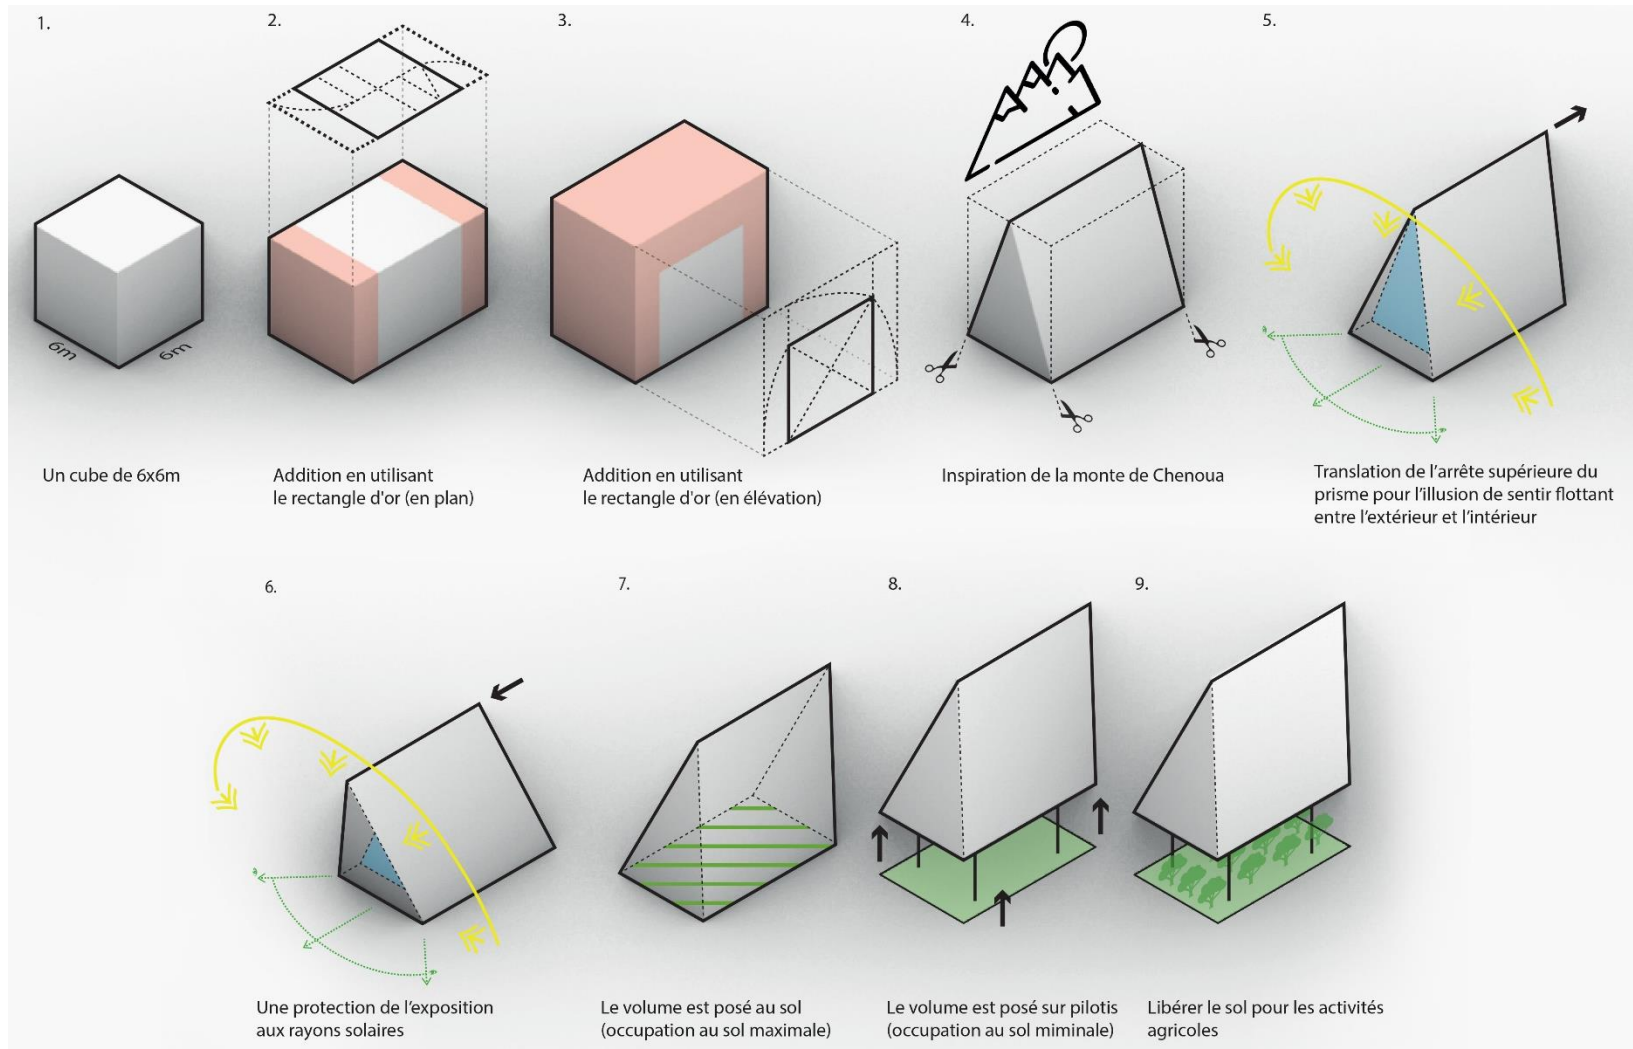 1.
2.
3.
4.
5.
6m
6m
Un cube de 6x6m
Addition en utilisant
le rectangle d'or (en plan)
Addition en utilisant
le rectangle d'or (en élévation)
Inspiration de la monte de Chenoua
Translation de l'arrête supérieure du
prisme pour l'illusion de sentir flottant
entre l'extérieur et l'intérieur
6.
7.
8.
9.
Une protection de l'exposition
aux rayons solaires
Le volume est posé au sol
(occupation au sol maximale)
Le volume est posé sur pilotis
(occupation au sol miminale)
Libérer le sol pour les activités
agricoles